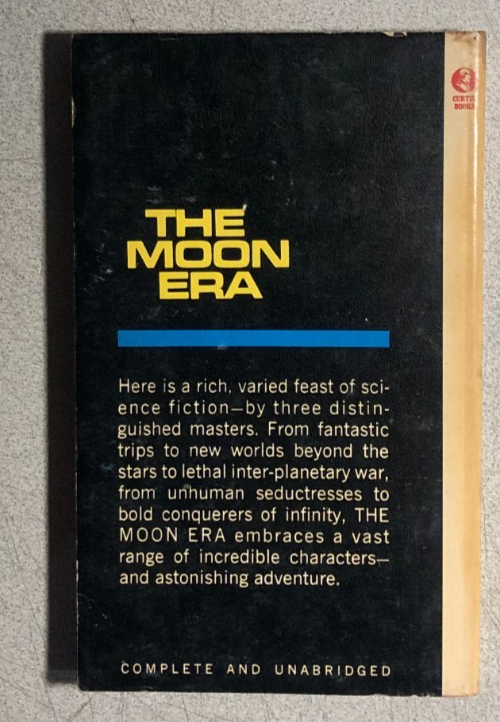 THE
MOON
ERA
Here is a rich, varied feast of sci-
ence fiction—by three distin-
guished masters. From fantastic
trips to new worlds beyond the
stars to lethal inter-planetary war,
from unhuman seductresses to
bold conquerers of infinity, THE
MOON ERA embraces a vast
range of incredible characters—
and astonishing adventure.
COMPLETE AND UNABRIDGED
CURTIS
BOOKS